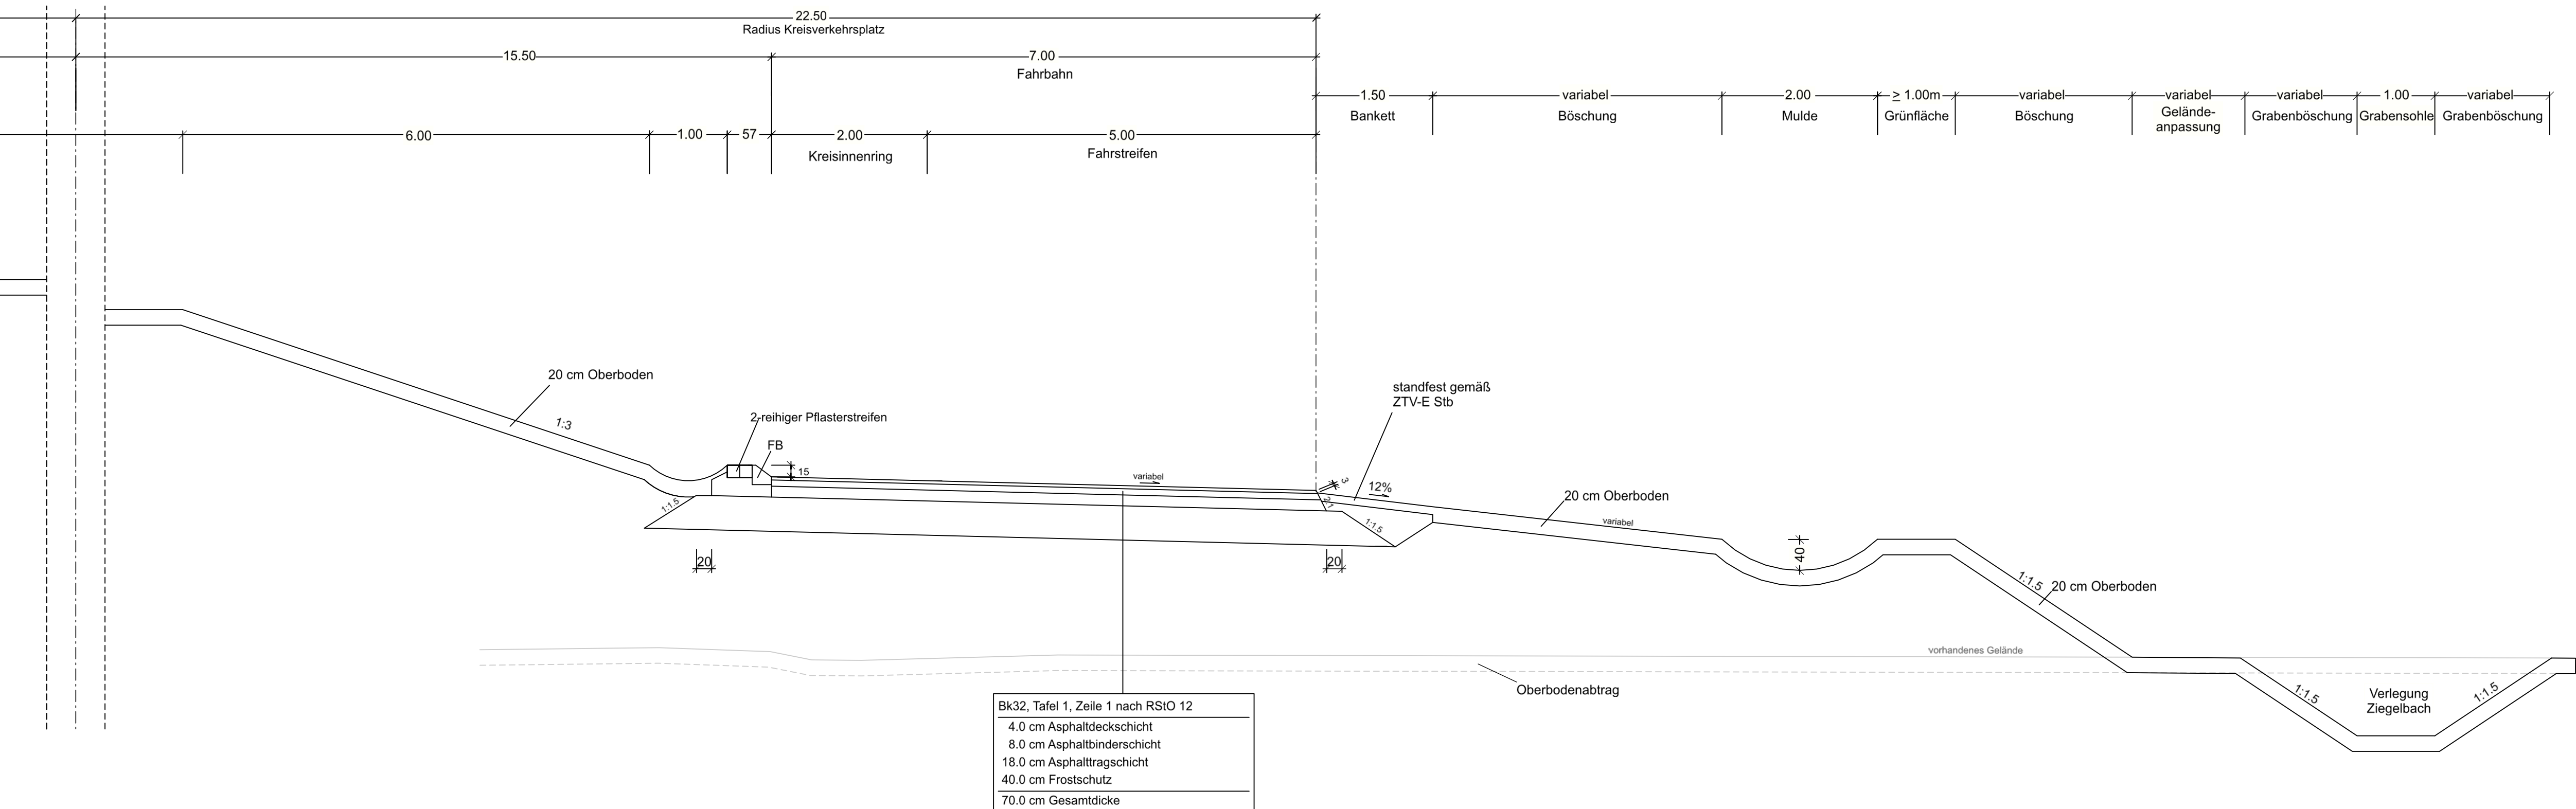 22.50
Radius Kreisverkehrsplatz
15.50
7.00
Fahrbahn
1.50
Bankett
variabel
Böschung
2.00
Mulde
≥ 1.00m
Grünfläche
variabel
Böschung
variabel
Gelände-
anpassung
variabel
Grabenböschung
1.00
Grabensohle
variabel
Grabenböschung
6.00
1.00
57
2.00
Kreisinnenring
5.00
Fahrstreifen
20 cm Oberboden
1:3
2-reihiger Pflasterstreifen
FB
15
variabel
standfest gemäß
ZTV-E Stb
3
12%
2:1
1:1.5
1:1.5
20
20
20 cm Oberboden
variabel
40
1:1.5
20 cm Oberboden
vorhandenes Gelände
Oberbodenabtrag
1:1.5
Verlegung
Ziegelbach
1:1.5
Bk32, Tafel 1, Zeile 1 nach RStO 12
4.0 cm Asphaltdeckschicht
8.0 cm Asphaltbinderschicht
18.0 cm Asphalttragschicht
40.0 cm Frostschutz
70.0 cm Gesamtdicke